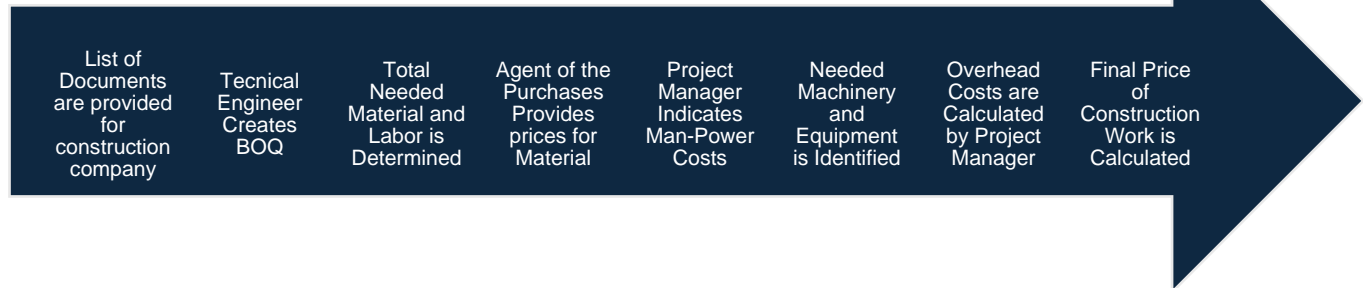 List of
Documents
are provided
for
construction
company
Tecnical
Engineer
Creates
BOQ
Total
Needed
Material and
Labor is
Determined
Agent of the
Purchases
Provides
prices for
Material
Project
Manager
Indicates
Man-Power
Costs
Needed
Machinery
and
Equipment
is Identified
Overhead
Costs are
Calculated
by Project
Manager
Final Price
of
Construction
Work is
Calculated